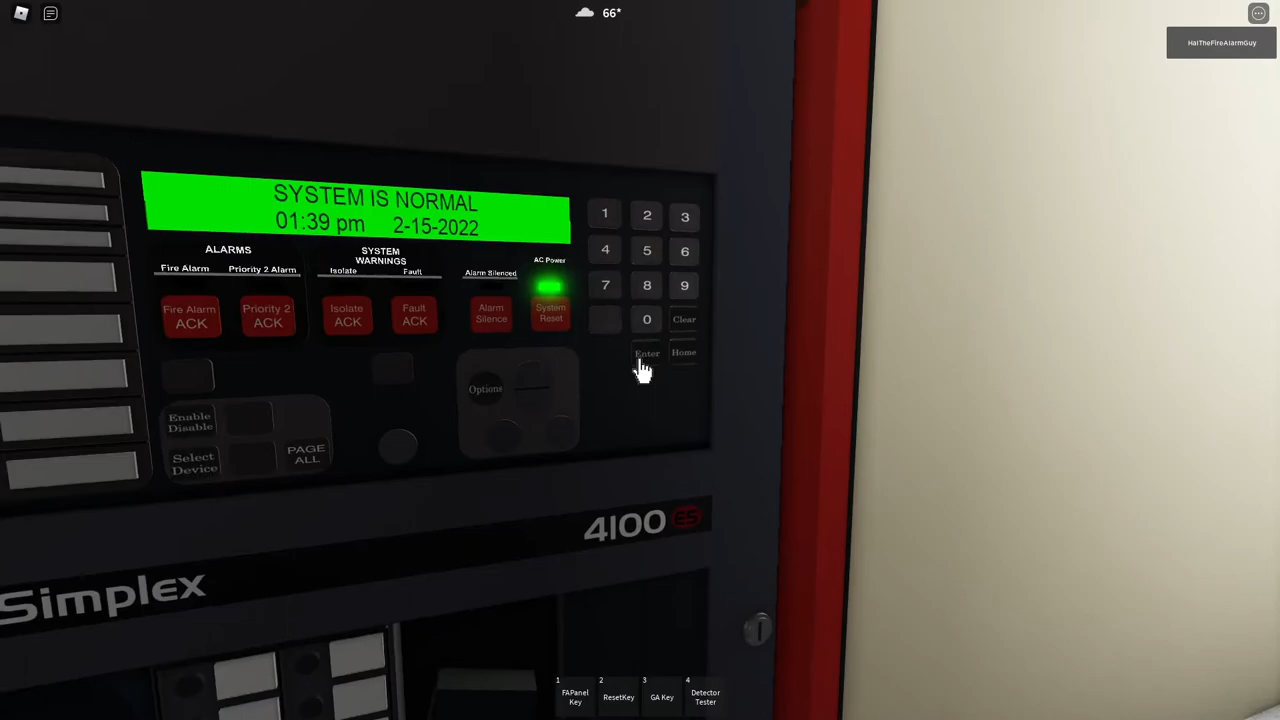 66*
HalTheFireAlarmGuy
SYSTEM IS NORMAL
01:39 pm 2-15-2022
ALARMS
Fire Alarm Priority 2 Alarm
SYSTEM
WARNINGS
Isolate Fault
Alarm Silenced
AC Power
Fire Alarm
ACK
Priority 2
ACK
Isolate
ACK
Fault
ACK
Alarm
Silence
System
Reset
1 2 3
4 5 6
7 8 9
0 Clear
Enter Home
Options
Enable
Disable
Select
Device
PAGE
ALL
4100 ES
Simplex
1 FAPanel
Key
2 ResetKey
3 GA Key
4 Detector
Tester